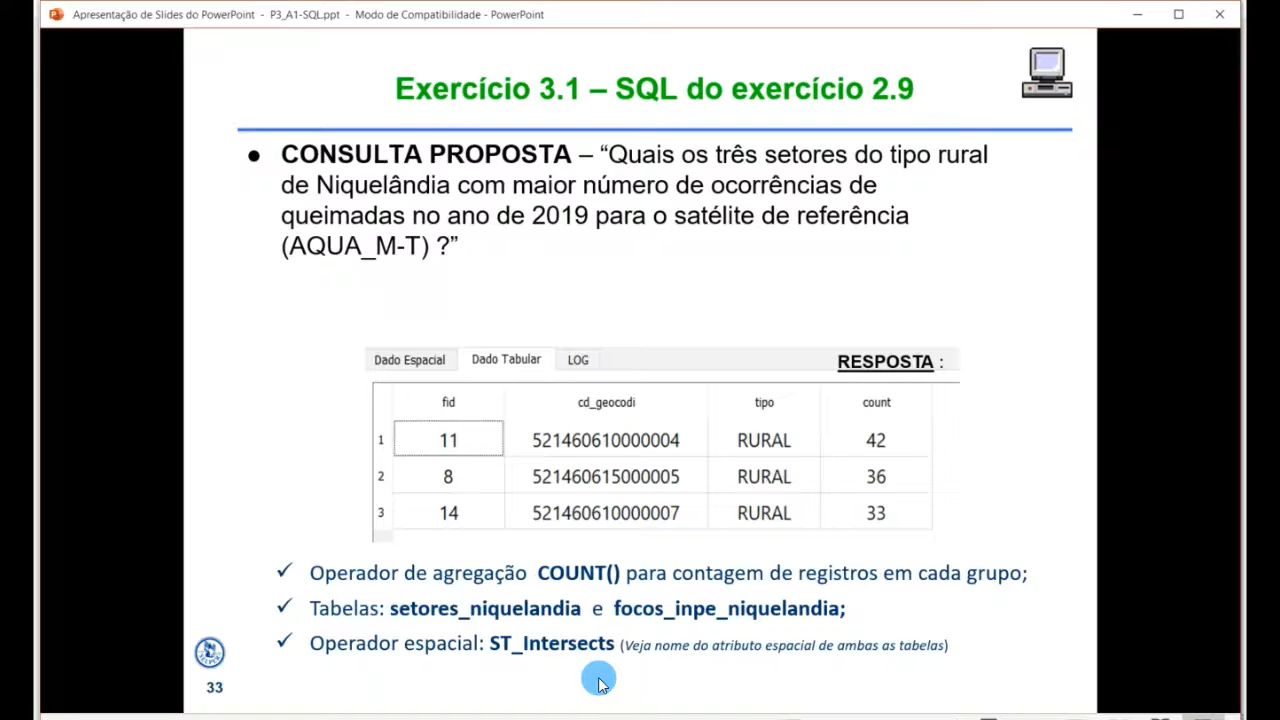 Apresentação de Slides do PowerPoint - P3_A1-SQL.ppt - Modo de Compatibilidade - PowerPoint
Exercício 3.1 – SQL do exercício 2.9
● CONSULTA PROPOSTA – “Quais os três setores do tipo rural
de Niquelândia com maior número de ocorrências de
queimadas no ano de 2019 para o satélite de referência
(AQUA_M-T) ?”
Dado Espacial Dado Tabular LOG RESPOSTA :
fid cd_geocodi tipo count
1 11 521460610000004 RURAL 42
2 8 521460615000005 RURAL 36
3 14 521460610000007 RURAL 33
✓ Operador de agregação COUNT() para contagem de registros em cada grupo;
✓ Tabelas: setores_niquelandia e focos_inpe_niquelandia;
✓ Operador espacial: ST_Intersects (Veja nome do atributo espacial de ambas as tabelas)
33